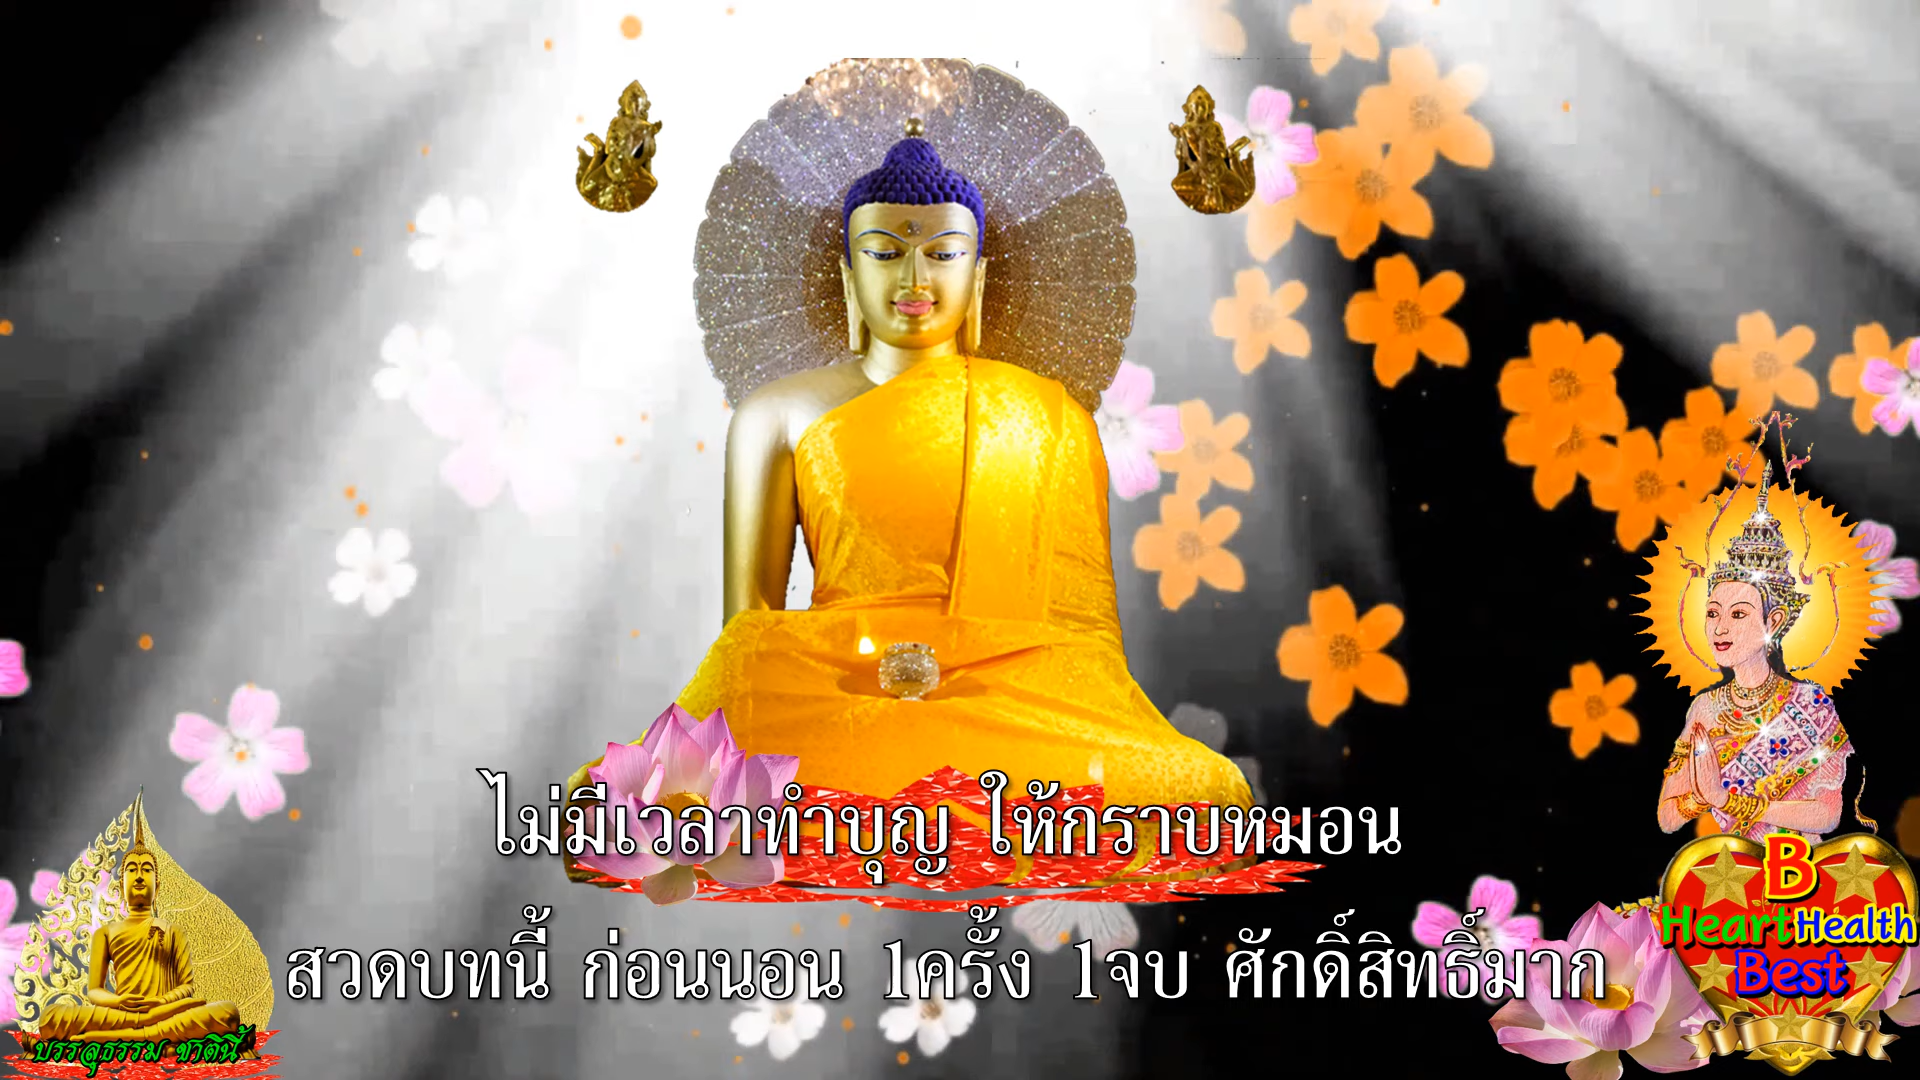 ไม่มีเวลาทำบุญ ให้กราบหมอน
สวดบทนี้ ก่อนนอน 1ครั้ง 1จบ ศักดิ์สิทธิ์มาก
บรรลุธรรม ชาตินี้
B
HeartHealth
Best